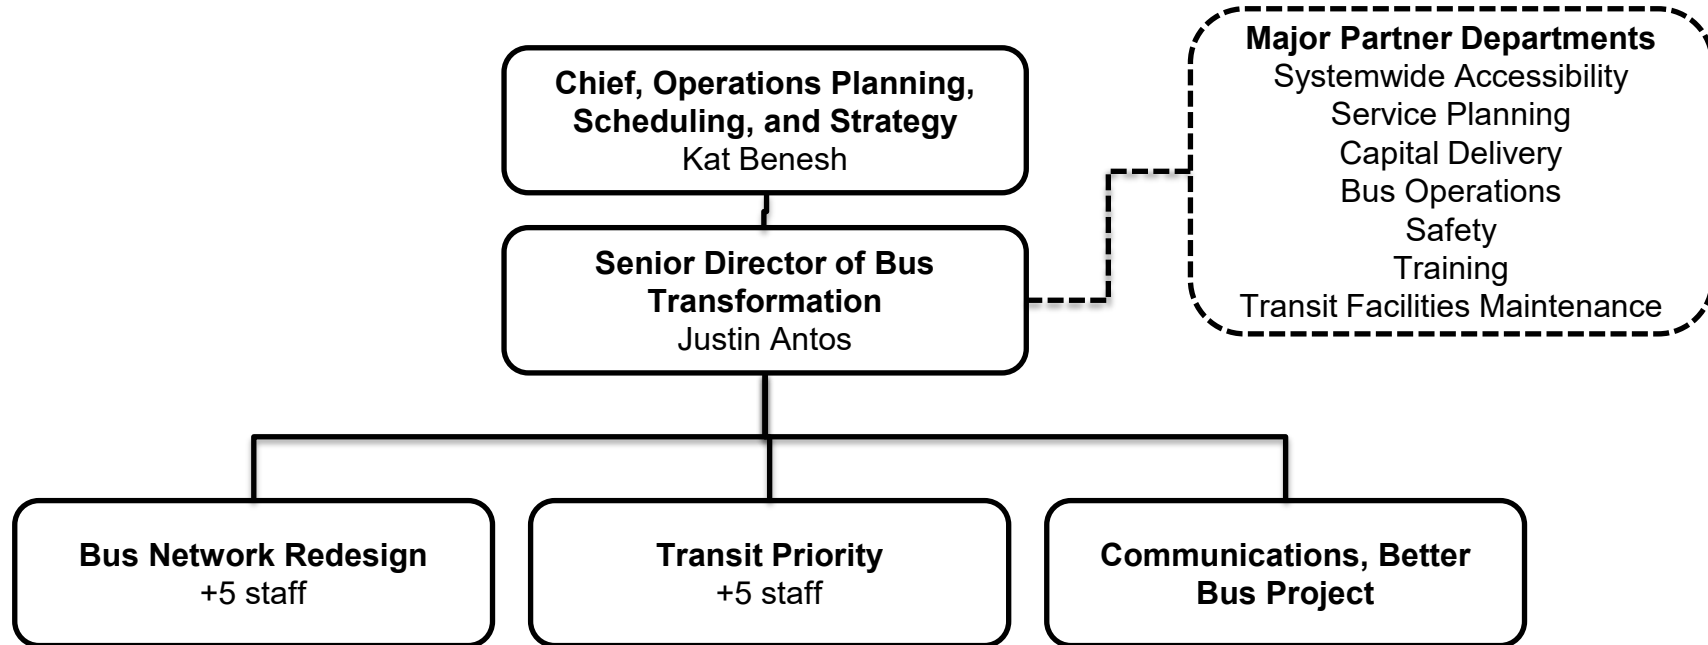 Major Partner Departments
Systemwide Accessibility
Service Planning
Capital Delivery
Bus Operations
Safety
Training
Transit Facilities Maintenance
Chief, Operations Planning,
Scheduling, and Strategy
Kat Benesh
Senior Director of Bus
Transformation
Justin Antos
Bus Network Redesign
+5 staff
Transit Priority
+5 staff
Communications, Better
Bus Project